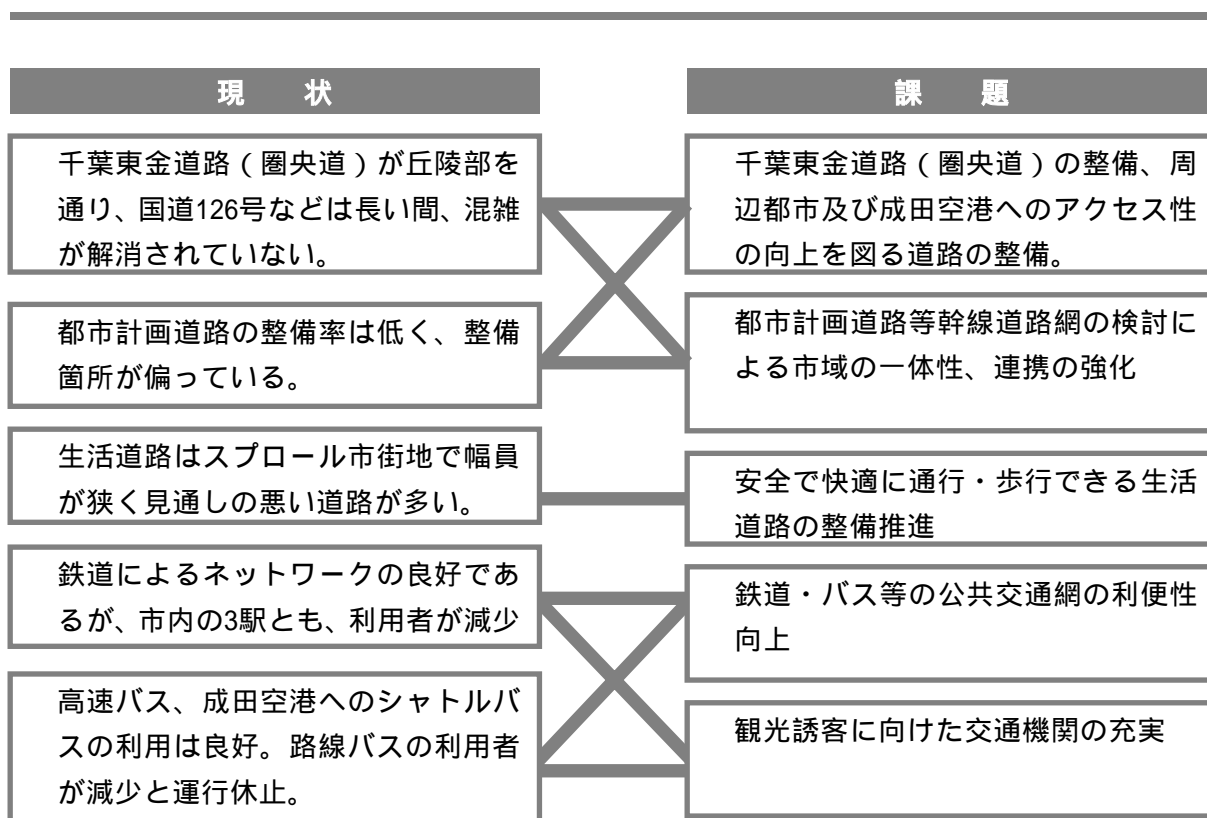 現　状
千葉東金道路（圏央道）が丘陵部を
通り、国道126号などは長い間、混雑
が解消されていない。
都市計画道路の整備率は低く、整備
箇所が偏っている。
生活道路はスプロール市街地で幅員
が狭く見通しの悪い道路が多い。
鉄道によるネットワークの良好であ
るが、市内の3駅とも、利用者が減少
高速バス、成田空港へのシャトルバ
スの利用は良好。路線バスの利用者
が減少と運行休止。
課　題
千葉東金道路（圏央道）の整備、周
辺都市及び成田空港へのアクセス性
の向上を図る道路の整備。
都市計画道路等幹線道路網の検討に
よる市域の一体性、連携の強化
安全で快適に通行・歩行できる生活
道路の整備推進
鉄道・バス等の公共交通網の利便性
向上
観光誘客に向けた交通機関の充実